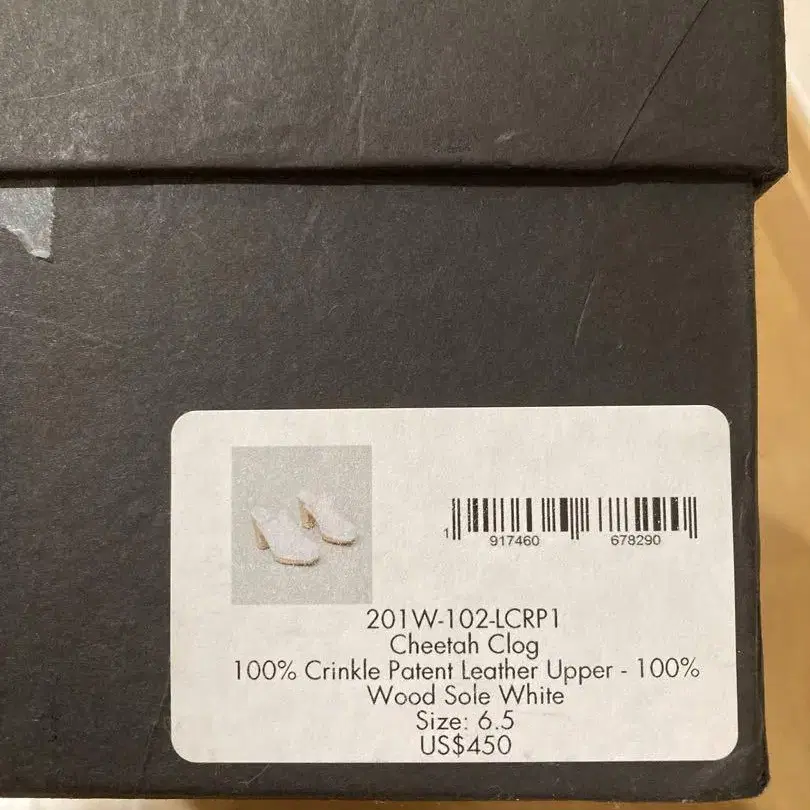 1 917460 678290
201W-102-LCRP1
Cheetah Clog
100% Crinkle Patent Leather Upper - 100%
Wood Sole White
Size: 6.5
US$450